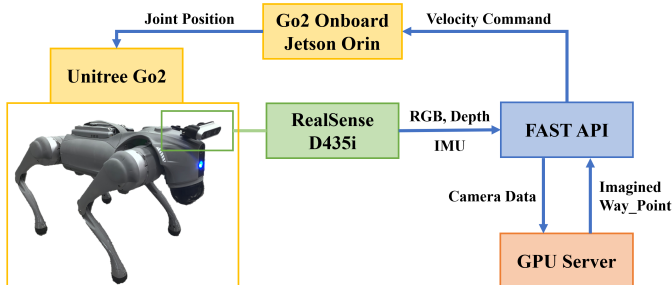 Joint Position
Go2 Onboard
Jetson Orin
Velocity Command
Unitree Go2
RealSense
D435i
RGB, Depth
IMU
FAST API
Camera Data
Imagined
Way_Point
GPU Server